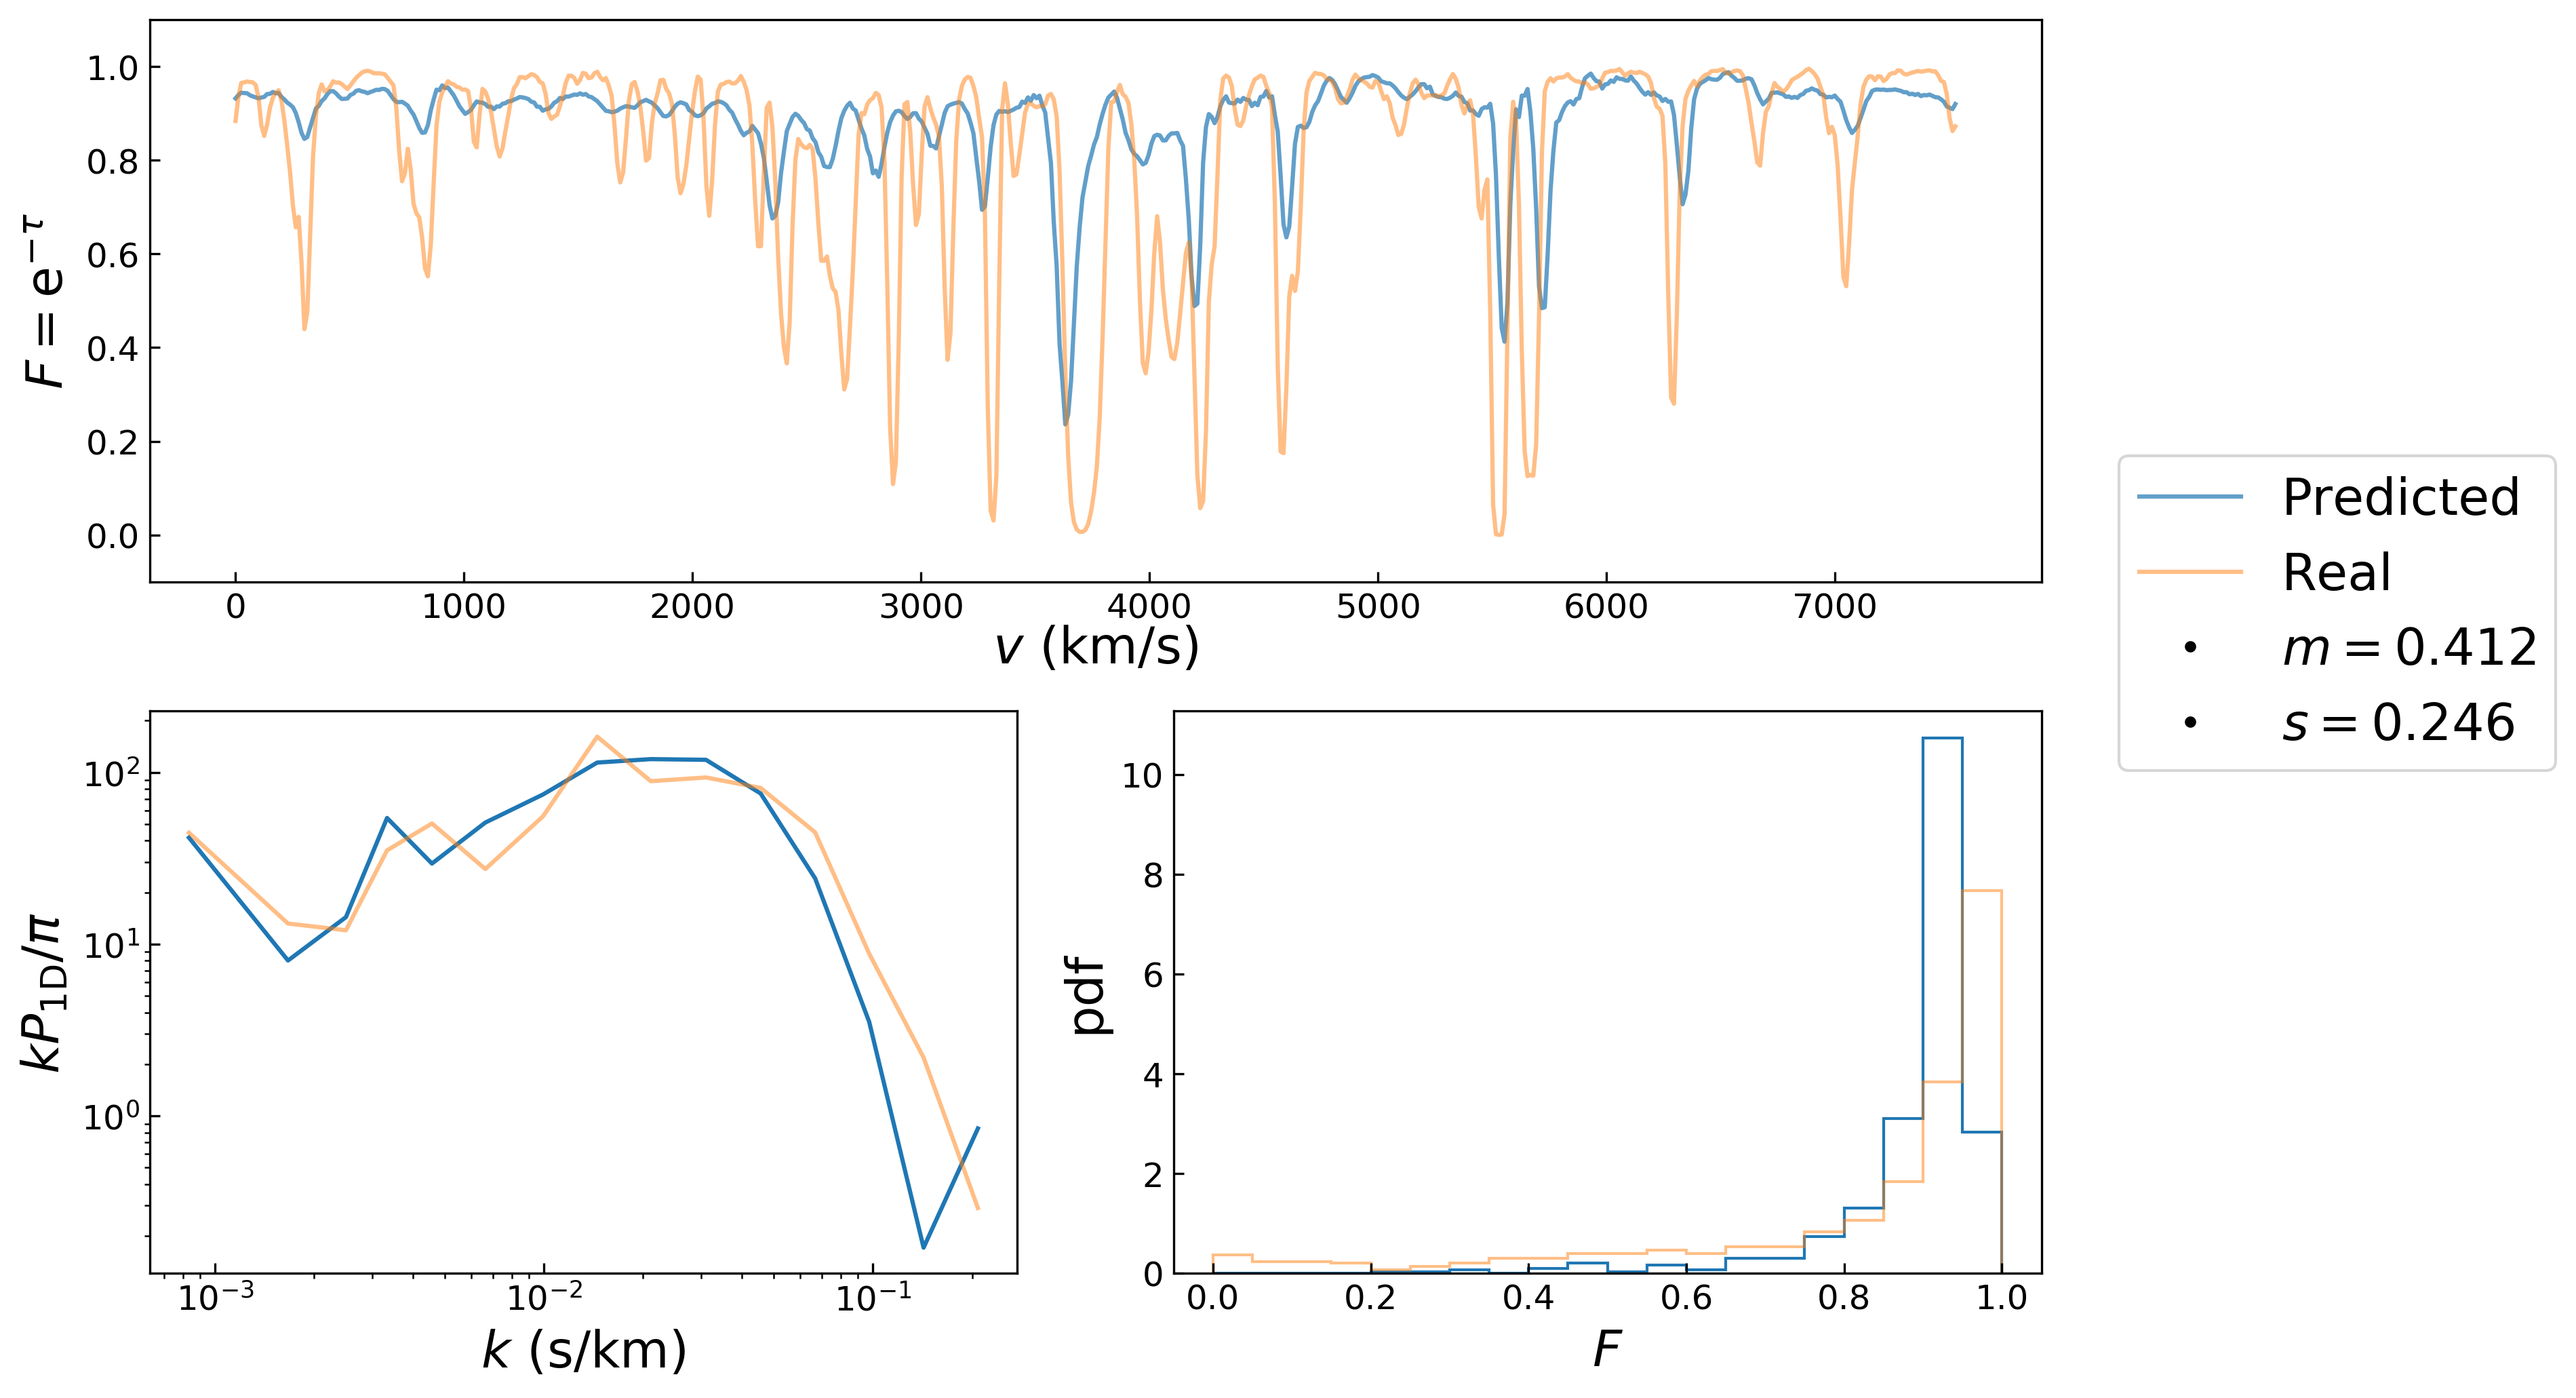 1.0
0.8
0.6
0.4
0.2
0.0
F = e^{−τ}
0 1000 2000 3000 4000 5000 6000 7000
v (km/s)
Predicted
Real
m = 0.412
s = 0.246
10^2
10^1
10^0
kP_{1D}/π
10^{−3} 10^{−2} 10^{−1}
k (s/km)
10
8
6
4
2
0
pdf
0.0 0.2 0.4 0.6 0.8 1.0
F